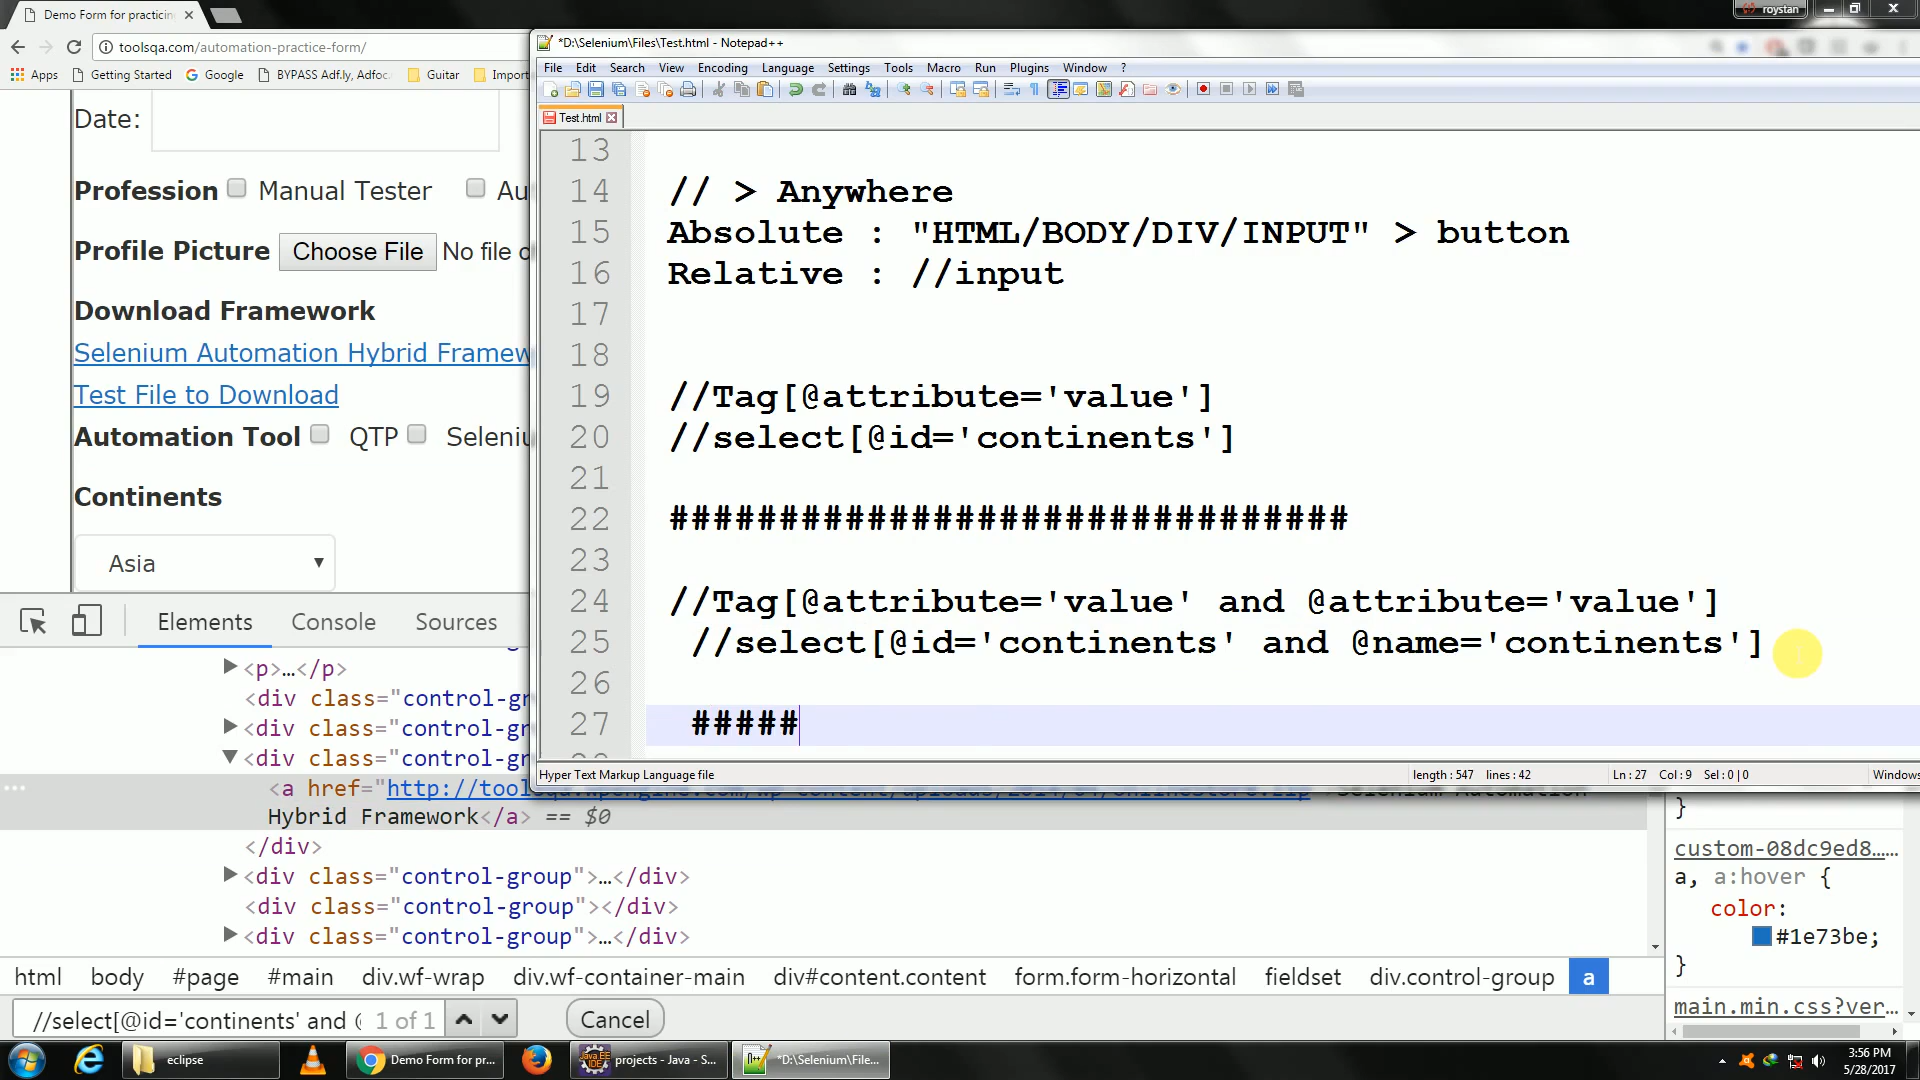 Demo Form for practicin
roystan
toolsqa.com/automation-practice-form/
Apps Getting Started Google BYPASS Adf.ly, Adfoc. Guitar Import
*D:\Selenium\Files\Test.html - Notepad++
File Edit Search View Encoding Language Settings Tools Macro Run Plugins Window ?
Test.html
Date:
Profession Manual Tester Au
Profile Picture Choose File No file c
Download Framework
Selenium Automation Hybrid Framew
Test File to Download
Automation Tool QTP Seleniu
Continents
Asia
13
14 // > Anywhere
15 Absolute : "HTML/BODY/DIV/INPUT" > button
16 Relative : //input
17
18
19 //Tag[@attribute='value']
20 //select[@id='continents']
21
22 ###############################
23
24 //Tag[@attribute='value' and @attribute='value']
25 //select[@id='continents' and @name='continents']
26
27 #####
Hyper Text Markup Language file length : 547 lines : 42 Ln : 27 Col : 9 Sel : 0 | 0 Windows
Elements Console Sources
<p>…</p>
<div class="control-gr
<div class="control-gr
<div class="control-gr
<a href="http://tool
Hybrid Framework</a> == $0
</div>
<div class="control-group">…</div>
<div class="control-group"></div>
<div class="control-group">…</div>
}
custom-08dc9ed8……
a, a:hover {
color:
#1e73be;
}
main.min.css?ver…
html body #page #main div.wf-wrap div.wf-container-main div#content.content form.form-horizontal fieldset div.control-group a
//select[@id='continents' and 1 of 1 Cancel
eclipse
Demo Form for pr...
projects - Java - S...
*D:\Selenium\File...
3:56 PM
5/28/2017